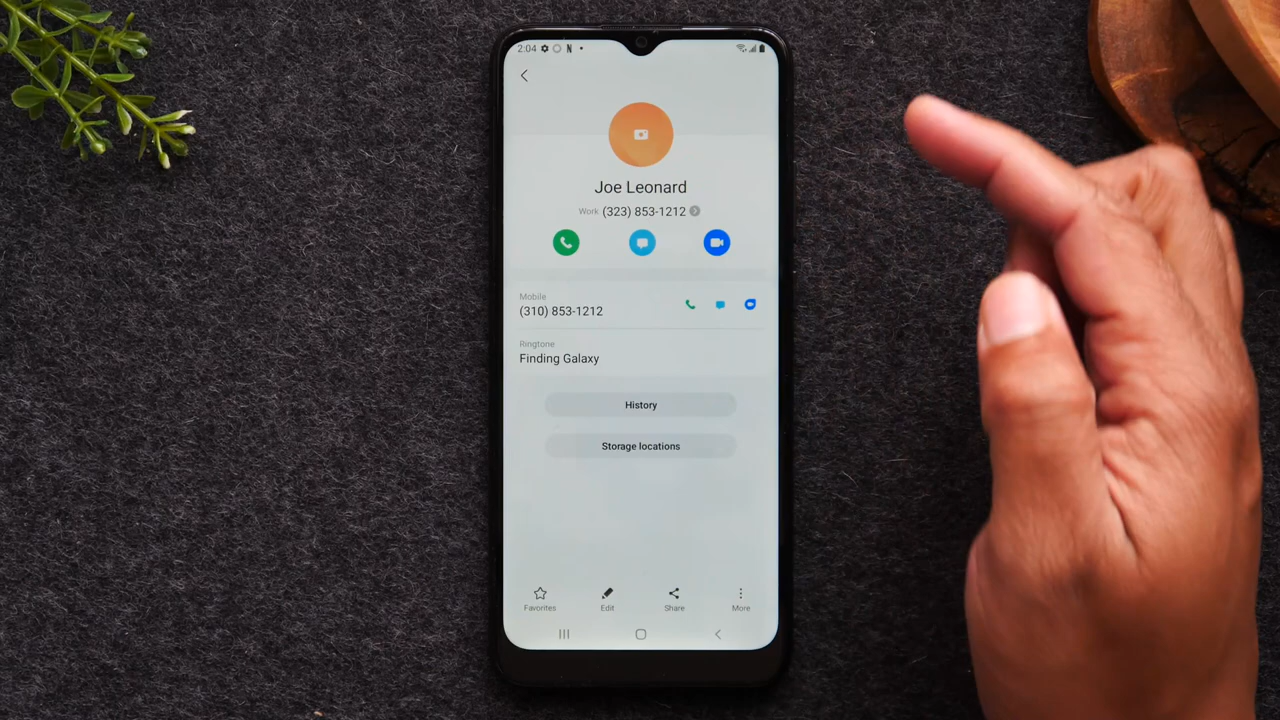 2:04
Joe Leonard
Work (323) 853-1212
Mobile
(310) 853-1212
Ringtone
Finding Galaxy
History
Storage locations
Favorites Edit Share More